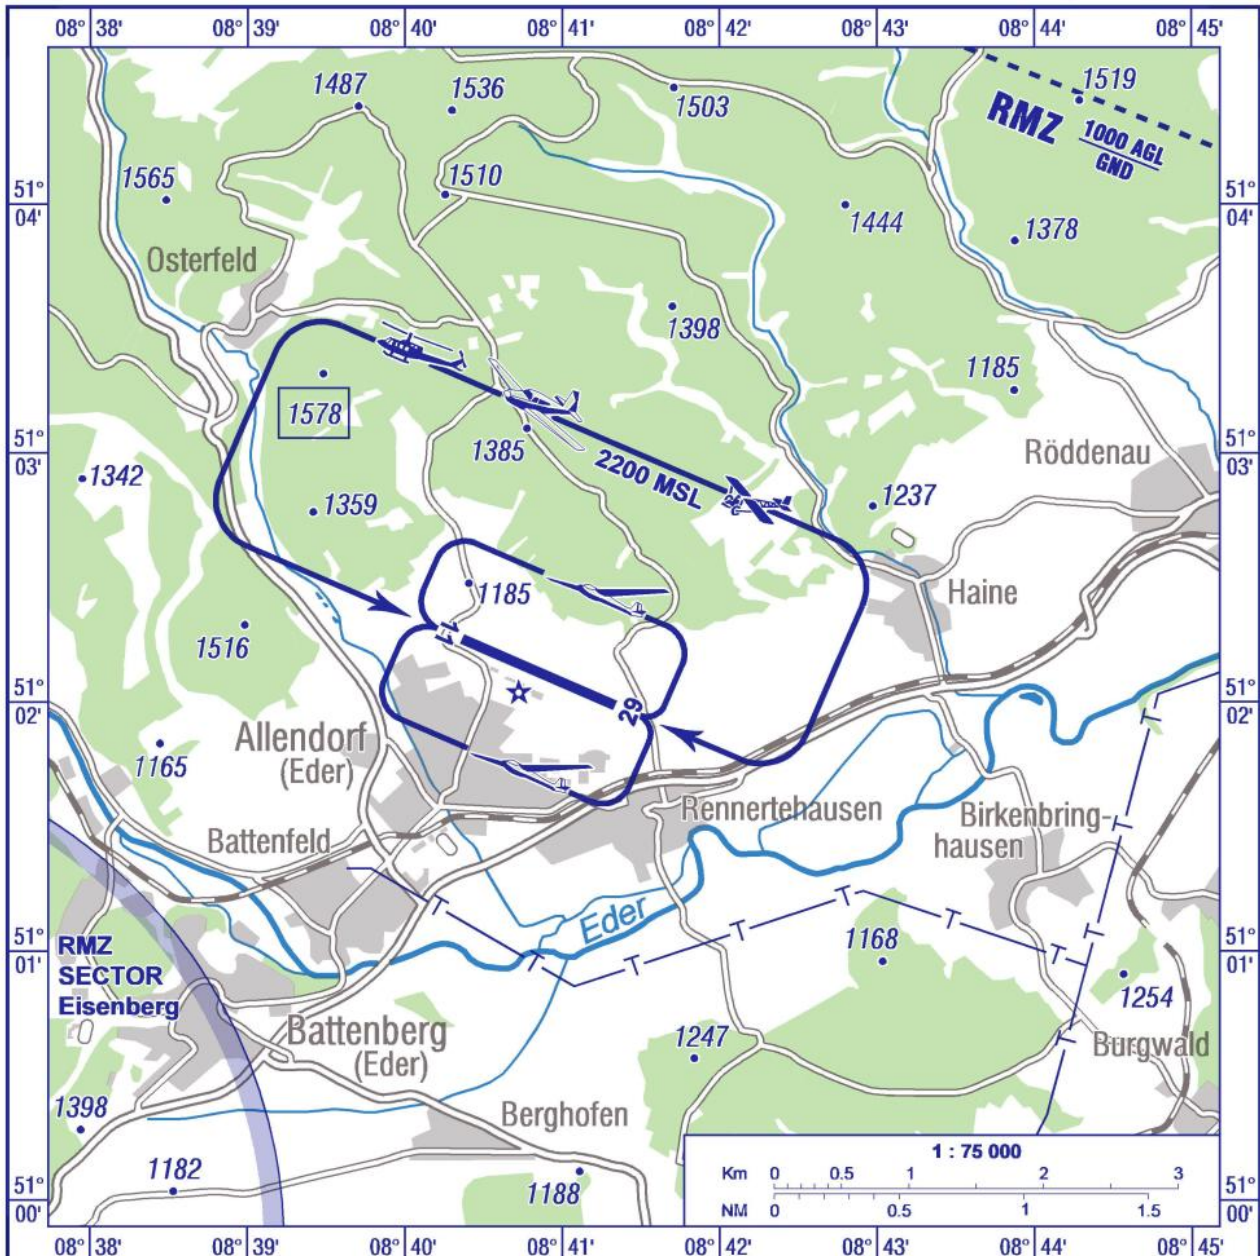 08° 38' 08° 39' 08° 40' 08° 41' 08° 42' 08° 43' 08° 44' 08° 45'
1487
1536
1503
1519
RMZ
1000 AGL
GND
1565
1510
51°
04'
51°
04'
1444
1378
Osterfeld
1398
1578
1385
1185
51°
03'
51°
03'
Röddenau
1342
2200 MSL
1359
1237
1185
Haine
1516
11
51°
02'
51°
02'
29
Allendorf
(Eder)
1165
Rennertehausen
Battenfeld
Birkenbring-
hausen
T
T
Eder
T
T
T
T
T
T
T
T
T
T
1168
51°
01'
51°
01'
RMZ
SECTOR
Eisenberg
1254
Battenberg
(Eder)
1247
Burgwald
1398
Berghofen
1182
1188
1 : 75 000
Km 0 0.5 1 2 3
NM 0 0.5 1 1.5
51°
00'
51°
00'
08° 38' 08° 39' 08° 40' 08° 41' 08° 42' 08° 43' 08° 44' 08° 45'